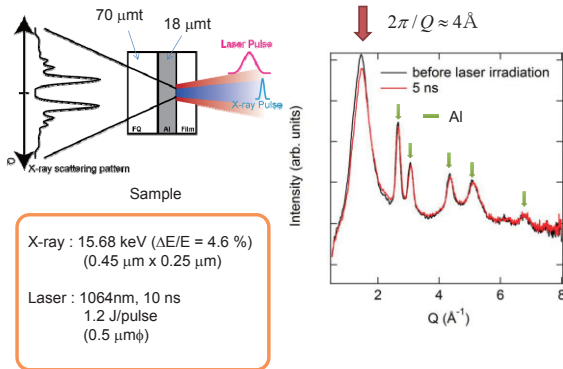 70 μmt
18 μmt
Laser Pulse
X-ray Pulse
FQ
Al
Film
Q
X-ray scattering pattern
Sample
X-ray : 15.68 keV (ΔE/E = 4.6 %)
(0.45 μm x 0.25 μm)
Laser : 1064nm, 10 ns
1.2 J/pulse
(0.5 μmϕ)
2π/Q ≈ 4Å
before laser irradiation
5 ns
Al
Intensity (arb. units)
2 4 6 8
Q (Å⁻¹)